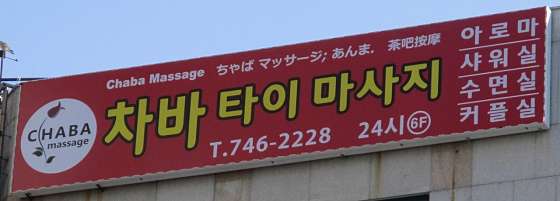 Chaba Massage ちゃば マッサージ; あんま. 茶吧按摩
CHABA
massage
차바 타이 마사지
T.746-2228 24시 6F
아로마
샤워실
수면실
커플실